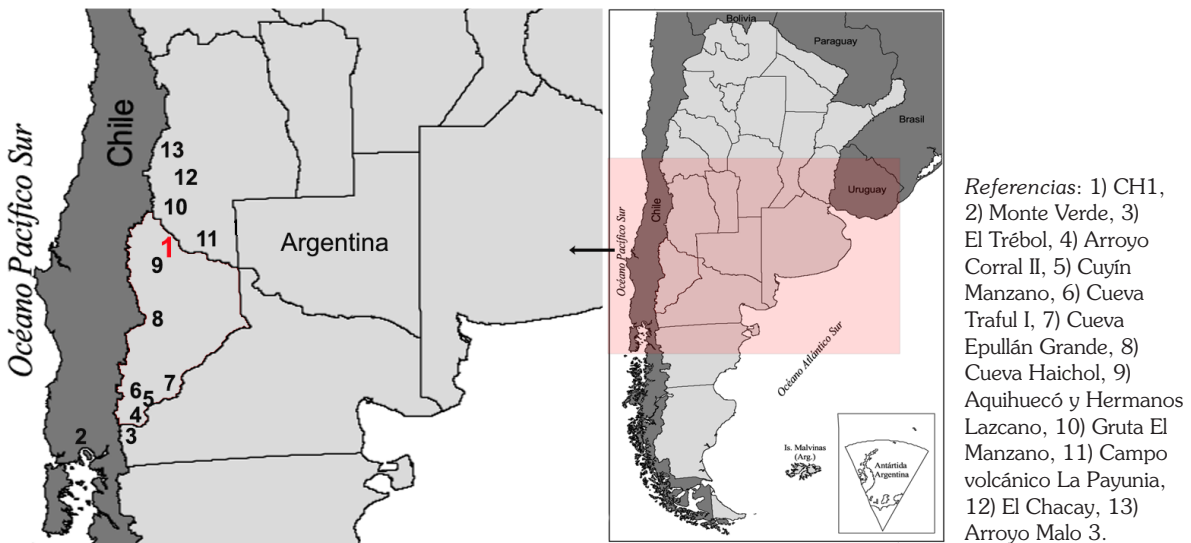 Océano Pacífico Sur
Chile
13
12
10
11
1
9
8
7
6
5
4
2
3
Argentina
Bolivia
Paraguay
Brasil
Uruguay
Chile
Océano Pacífico Sur
Océano Atlántico Sur
Is. Malvinas
(Arg.)
Antártida
Argentina
Referencias: 1) CH1,
2) Monte Verde, 3)
El Trébol, 4) Arroyo
Corral II, 5) Cuyín
Manzano, 6) Cueva
Traful I, 7) Cueva
Epullán Grande, 8)
Cueva Haichol, 9)
Aquihuecó y Hermanos
Lazcano, 10) Gruta El
Manzano, 11) Campo
volcánico La Payunia,
12) El Chacay, 13)
Arroyo Malo 3.